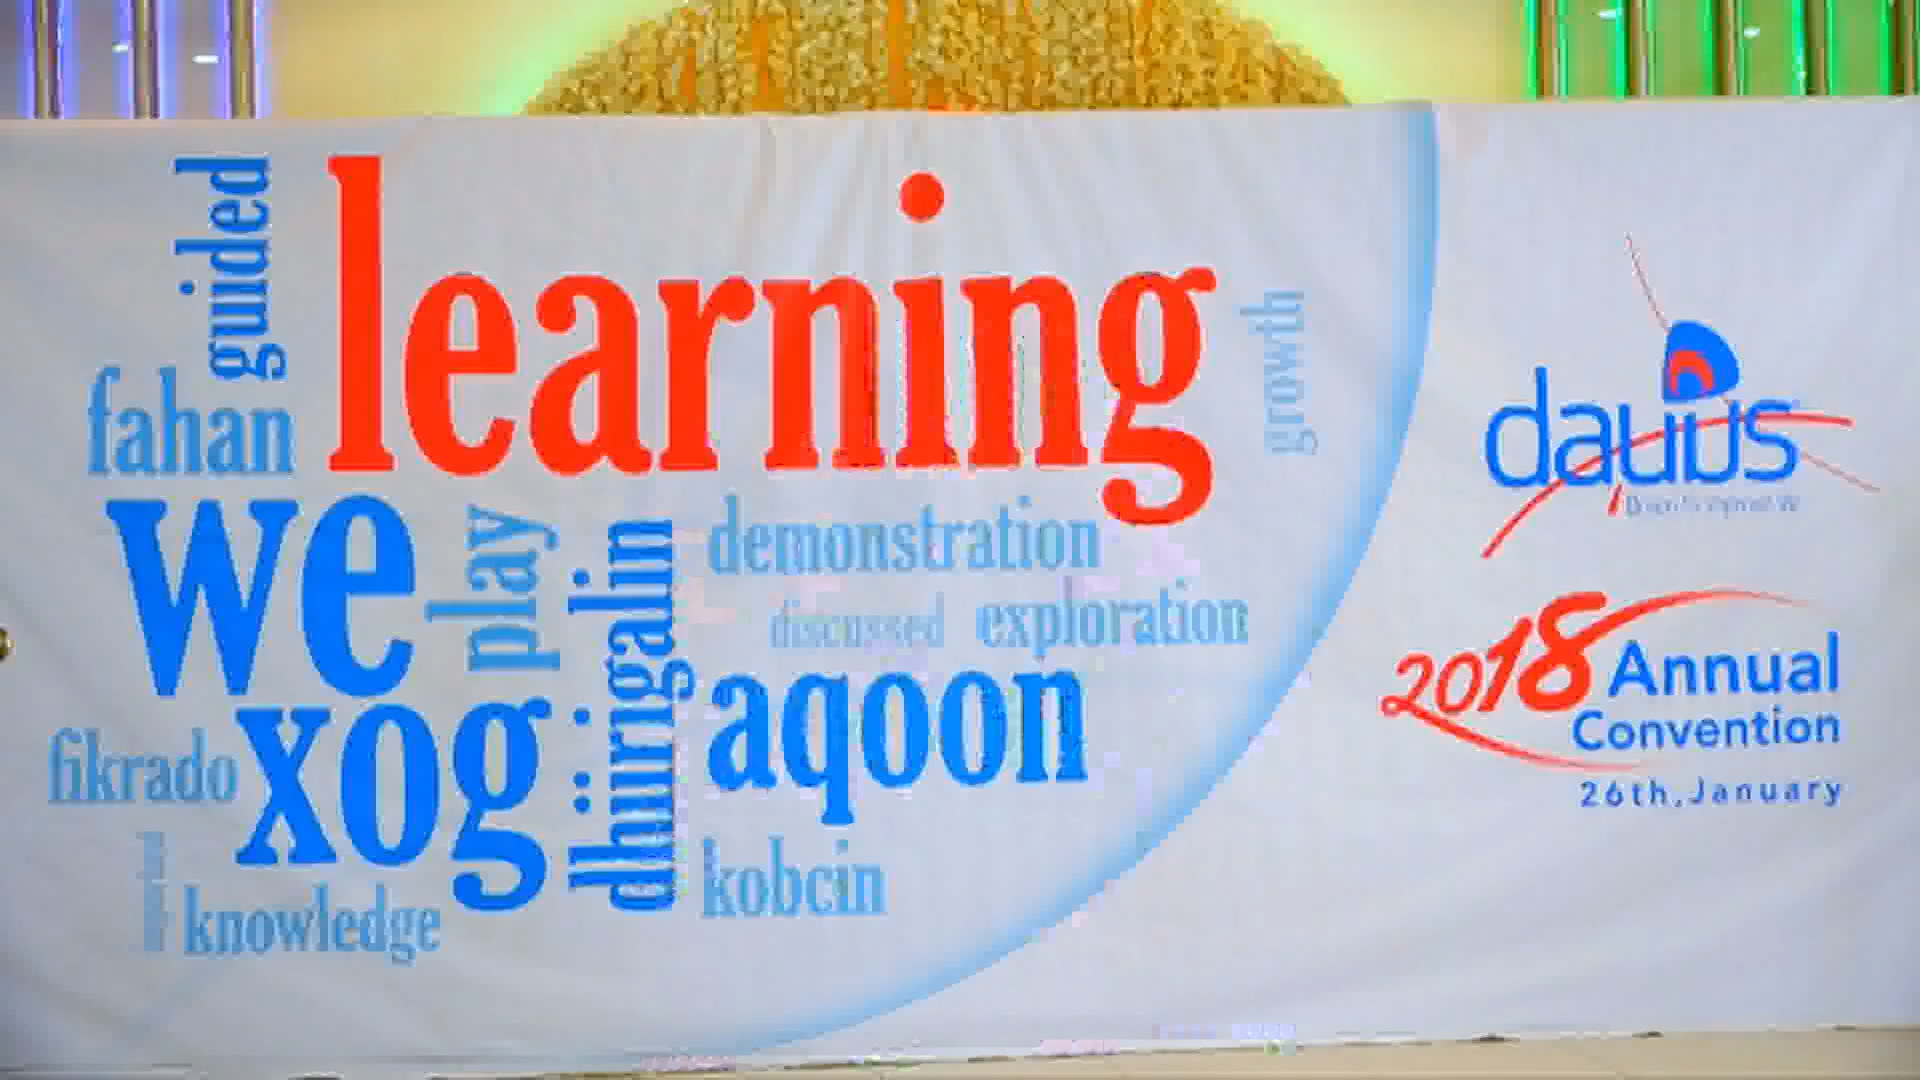 guided
learning
growth
fahan
we
play
dhiirigalin
demonstration
discussed
exploration
xog
aqoon
fikrado
kobcin
knowledge
2018 Annual
Convention
26th, January